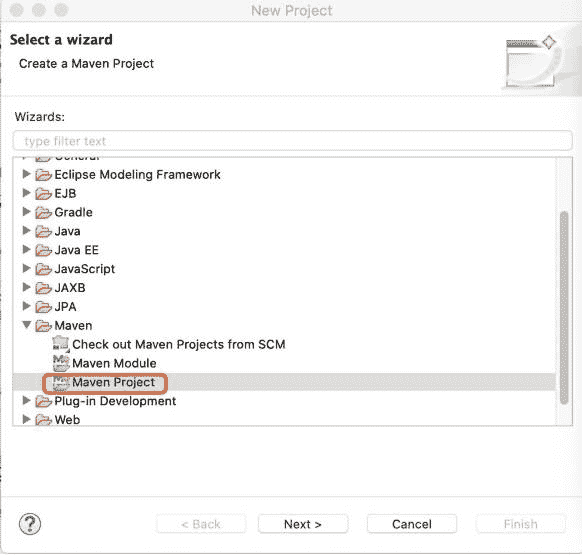 New Project
Select a wizard
Create a Maven Project
Wizards:
type filter text
General
Eclipse Modeling Framework
EJB
Gradle
Java
Java EE
JavaScript
JAXB
JPA
Maven
Check out Maven Projects from SCM
Maven Module
Maven Project
Plug-in Development
Web
?
< Back
Next >
Cancel
Finish